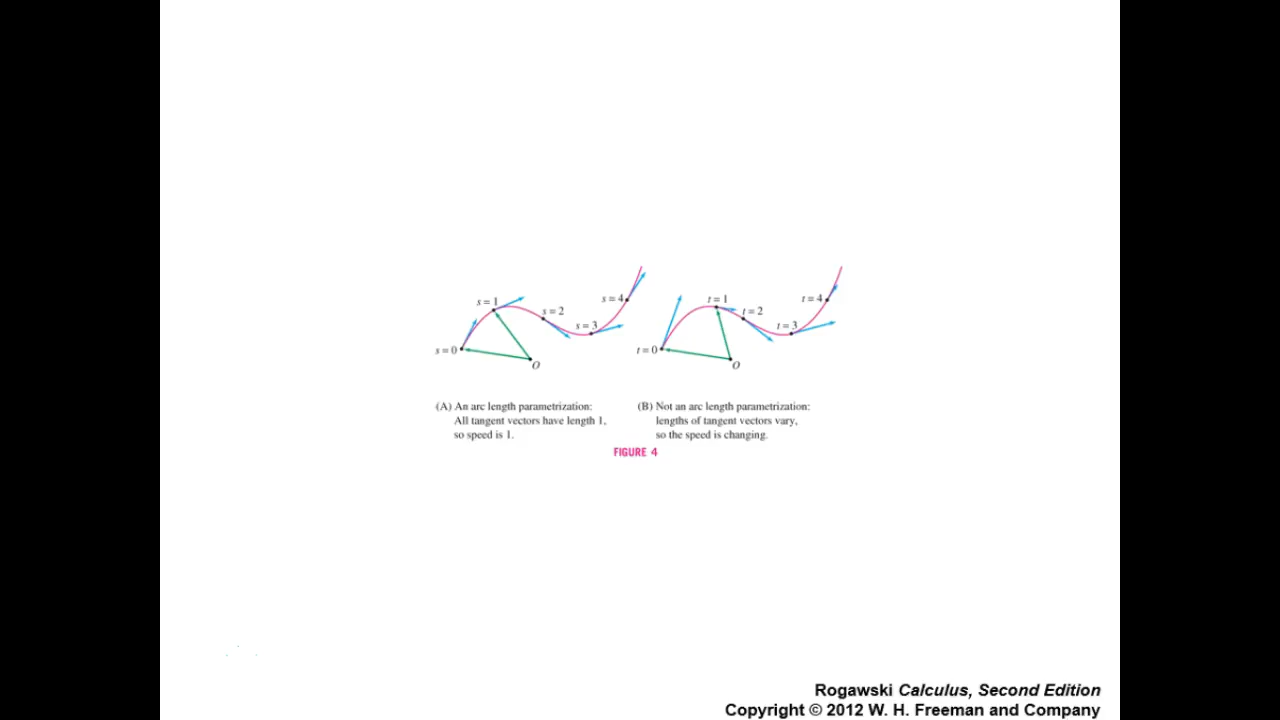 s = 1
s = 2
s = 3
s = 4
s = 0
O
t = 1
t = 2
t = 3
t = 4
t = 0
O
(A) An arc length parametrization:
All tangent vectors have length 1,
so speed is 1.
(B) Not an arc length parametrization:
lengths of tangent vectors vary,
so the speed is changing.
FIGURE 4
Rogawski Calculus, Second Edition
Copyright © 2012 W. H. Freeman and Company